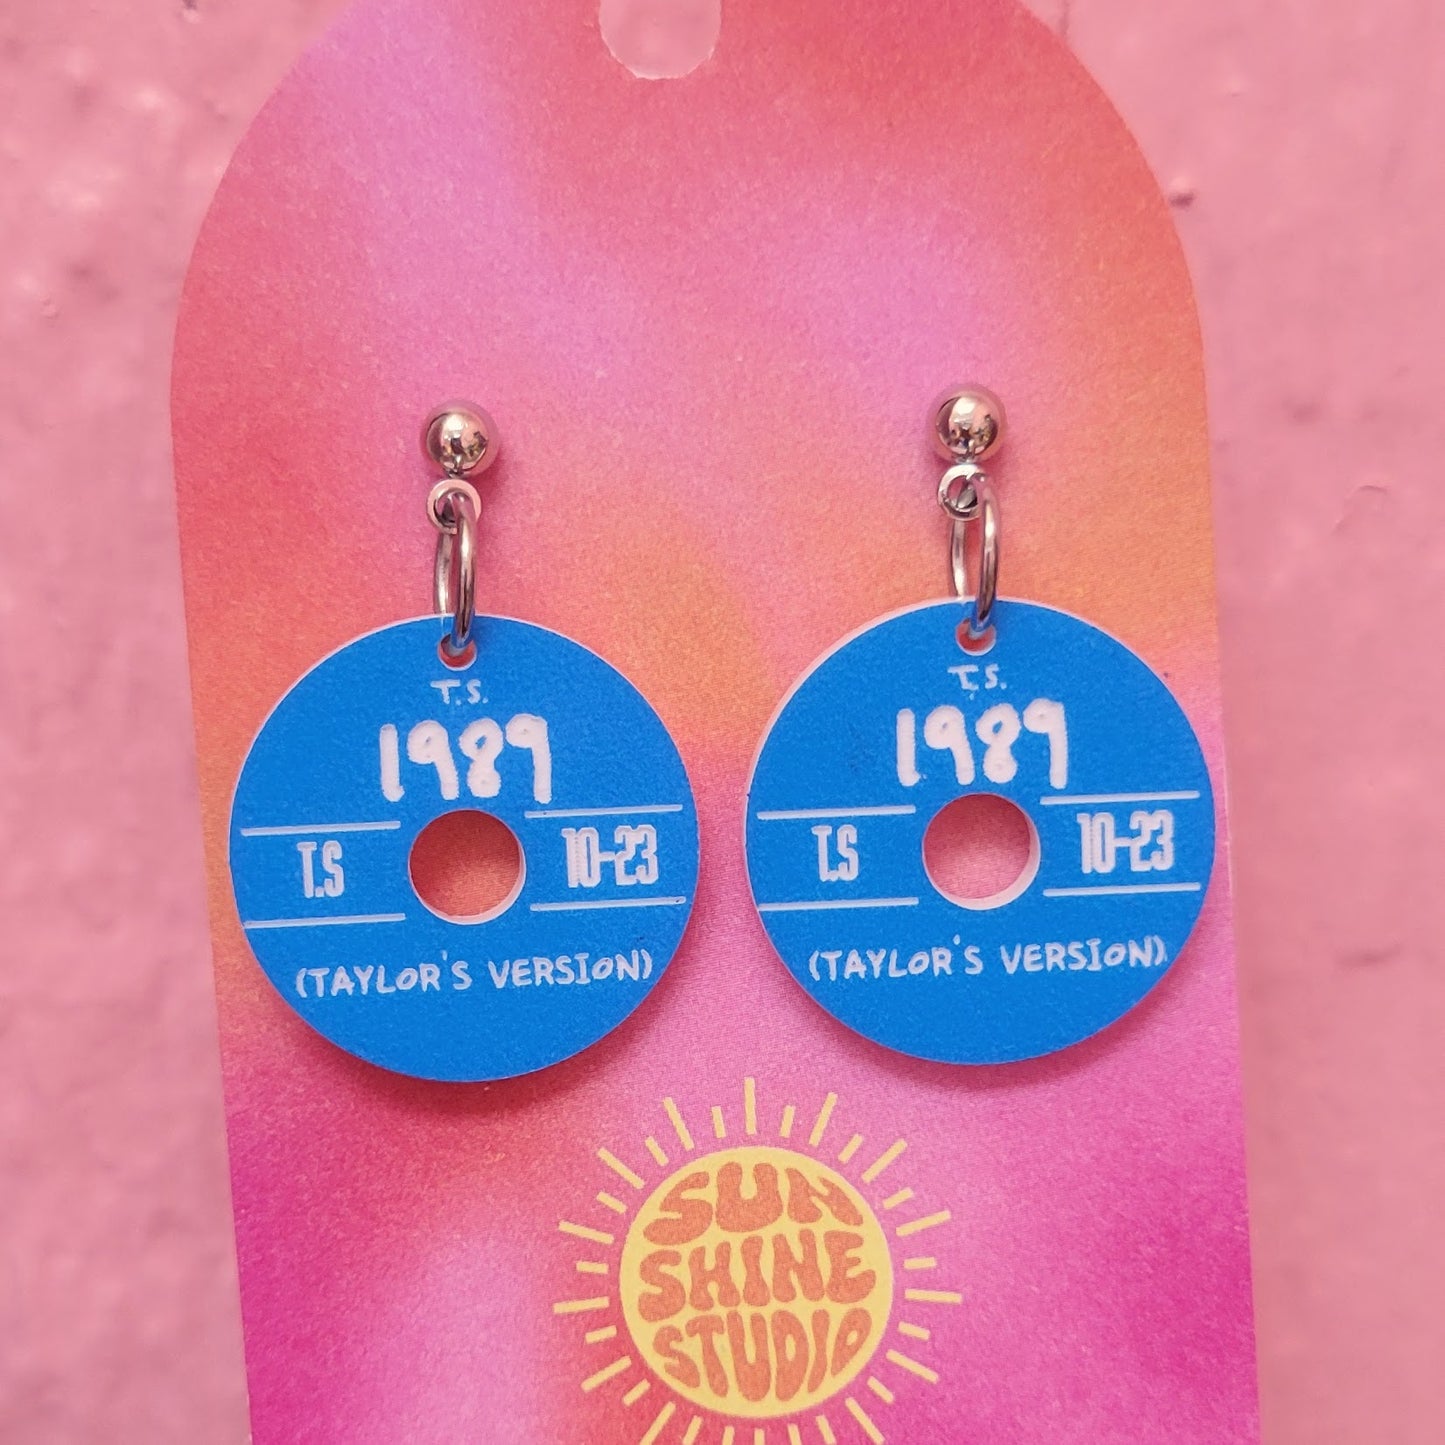 T.S.
1989
T.S 10-23
(TAYLOR'S VERSION)
T.S.
1989
T.S 10-23
(TAYLOR'S VERSION)
SUN
SHINE
STUDIO